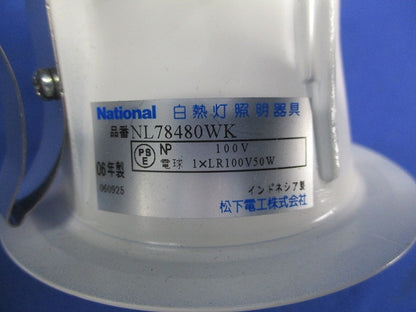 National 白熱灯照明器具
品番 NL78480WK
PS E NP 100V
電球 1×LR100V50W
06年製
060925
インドネシア製
松下電工株式会社